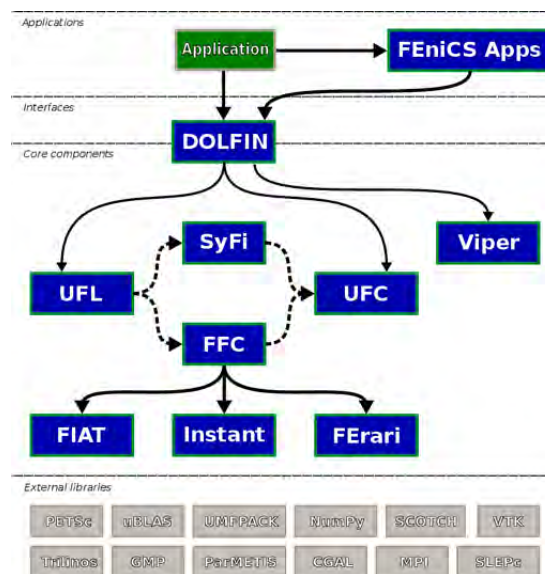 Applications
Application
FEniCS Apps
Interfaces
DOLFIN
Core components
SyFi
Viper
UFL
UFC
FFC
FIAT
Instant
FErari
External libraries
PETSc
uBLAS
UMFPACK
NumPy
SCOTCH
VTK
Trilinos
GMP
ParMETIS
CGAL
MPI
SLEPc